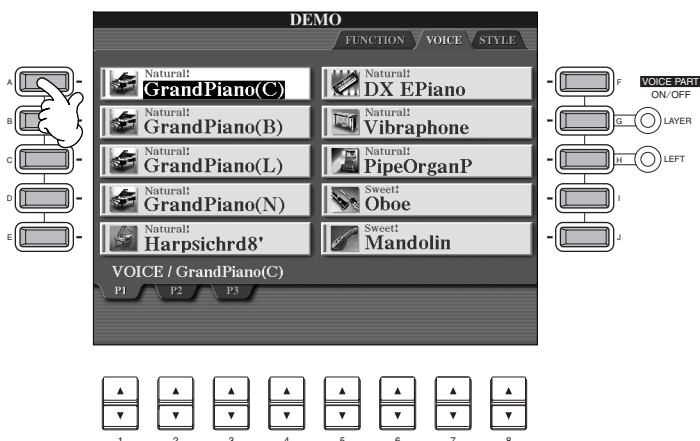 DEMO
FUNCTION VOICE STYLE
A
Natural!
GrandPiano(C)
Natural!
DX EPiano
F
VOICE PART
ON/OFF
B
Natural!
GrandPiano(B)
Natural!
Vibraphone
G
LAYER
C
Natural!
GrandPiano(L)
Natural!
PipeOrganP
H
LEFT
D
Natural!
GrandPiano(N)
Sweet!
Oboe
I
E
Natural!
Harpsichrd8'
Sweet!
Mandolin
J
VOICE / GrandPiano(C)
P1 P2 P3
1 2 3 4 5 6 7 8